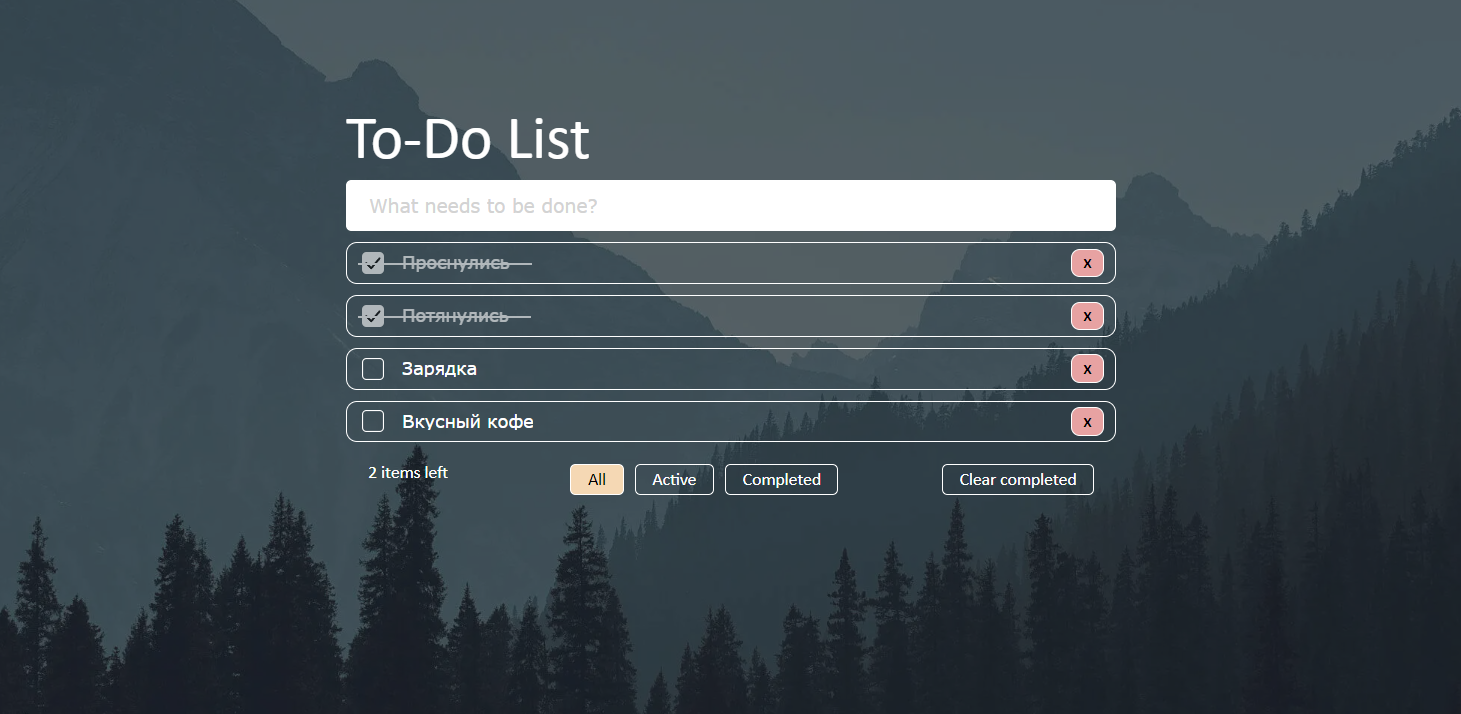 To-Do List
What needs to be done?
Проснулись x
Потянулись x
Зарядка x
Вкусный кофе x
2 items left All Active Completed Clear completed